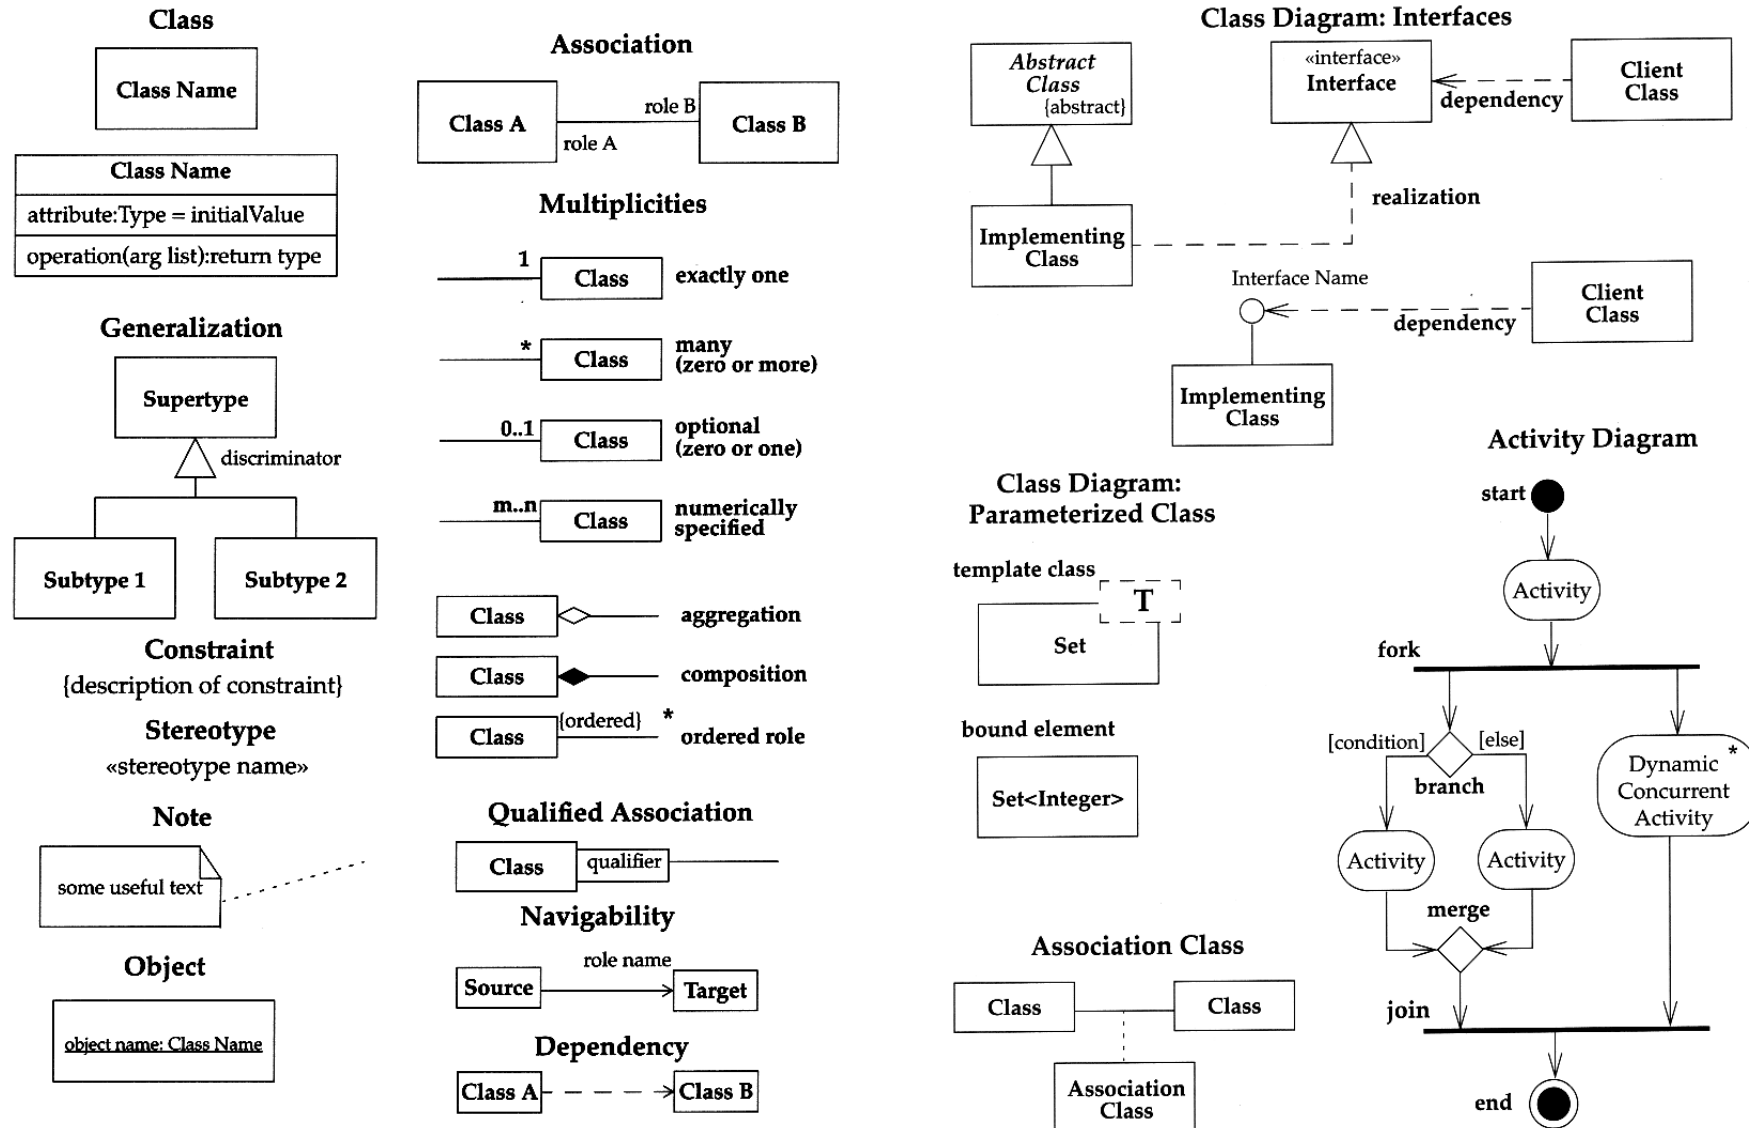 Class
Class Name
Class Name
attribute:Type = initialValue
operation(arg list):return type
Generalization
Supertype
discriminator
Subtype 1
Subtype 2
Constraint
{description of constraint}
Stereotype
«stereotype name»
Note
some useful text
Object
object name: Class Name
Association
Class A
role B
role A
Class B
Multiplicities
1
Class
exactly one
*
Class
many
(zero or more)
0..1
Class
optional
(zero or one)
m..n
Class
numerically
specified
Class
aggregation
Class
composition
Class
{ordered}
*
ordered role
Qualified Association
Class
qualifier
Navigability
role name
Source
Target
Dependency
Class A
Class B
Class Diagram: Interfaces
Abstract
Class
{abstract}
«interface»
Interface
dependency
Client
Class
realization
Implementing
Class
Interface Name
dependency
Client
Class
Implementing
Class
Class Diagram:
Parameterized Class
template class
T
Set
bound element
Set<Integer>
Association Class
Class
Class
Association
Class
Activity Diagram
start
Activity
fork
[condition]
[else]
branch
*
Dynamic
Concurrent
Activity
Activity
Activity
merge
join
end